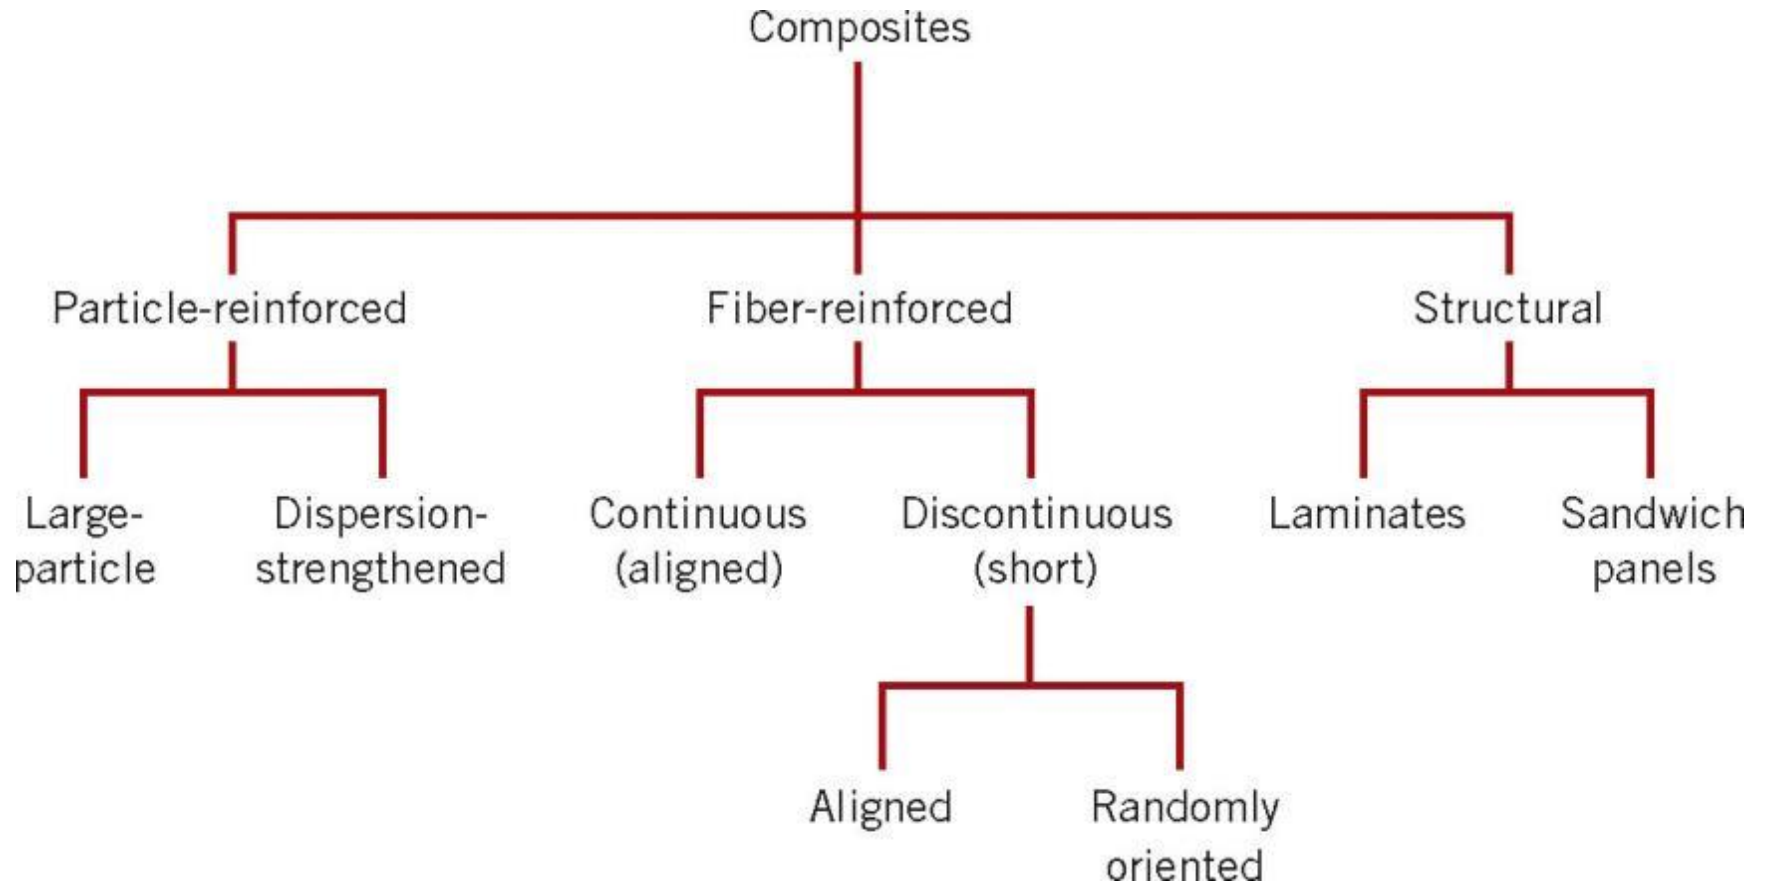 Composites
Particle-reinforced
Fiber-reinforced
Structural
Large-
particle
Dispersion-
strengthened
Continuous
(aligned)
Discontinuous
(short)
Laminates
Sandwich
panels
Aligned
Randomly
oriented